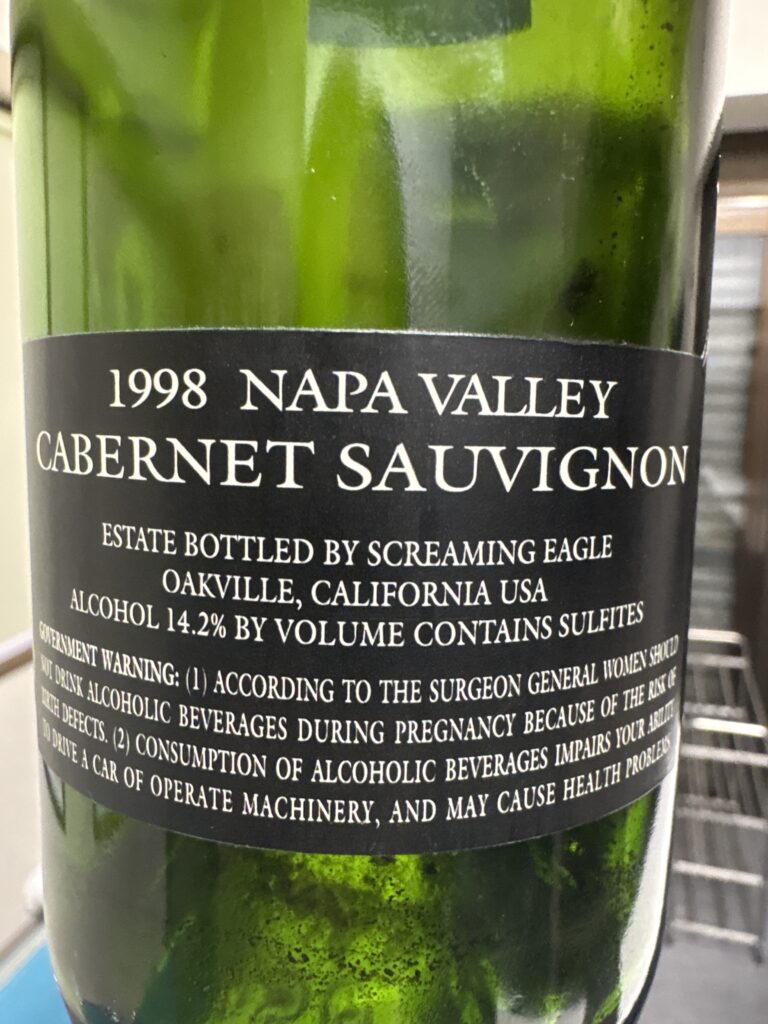 1998 NAPA VALLEY
CABERNET SAUVIGNON
ESTATE BOTTLED BY SCREAMING EAGLE
OAKVILLE, CALIFORNIA USA
ALCOHOL 14.2% BY VOLUME CONTAINS SULFITES
GOVERNMENT WARNING: (1) ACCORDING TO THE SURGEON GENERAL WOMEN SHOULD
NOT DRINK ALCOHOLIC BEVERAGES DURING PREGNANCY BECAUSE OF THE RISK OF
BIRTH DEFECTS. (2) CONSUMPTION OF ALCOHOLIC BEVERAGES IMPAIRS YOUR ABILITY
TO DRIVE A CAR OF OPERATE MACHINERY, AND MAY CAUSE HEALTH PROBLEMS.